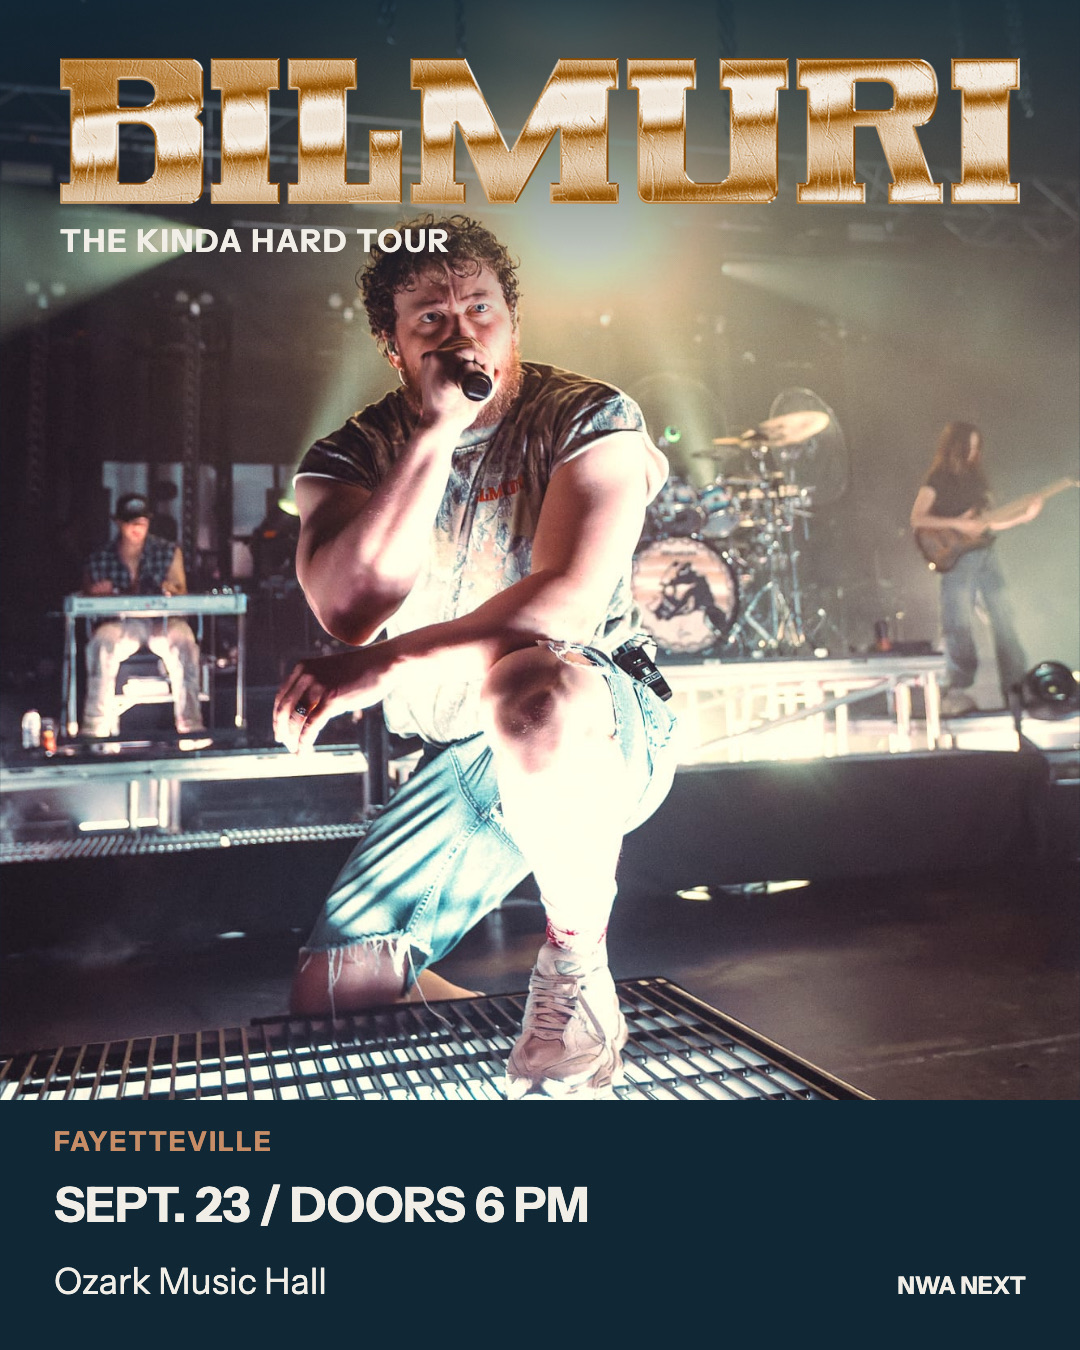 BILMURI
THE KINDA HARD TOUR
FAYETTEVILLE
SEPT. 23 / DOORS 6 PM
Ozark Music Hall
NWA NEXT